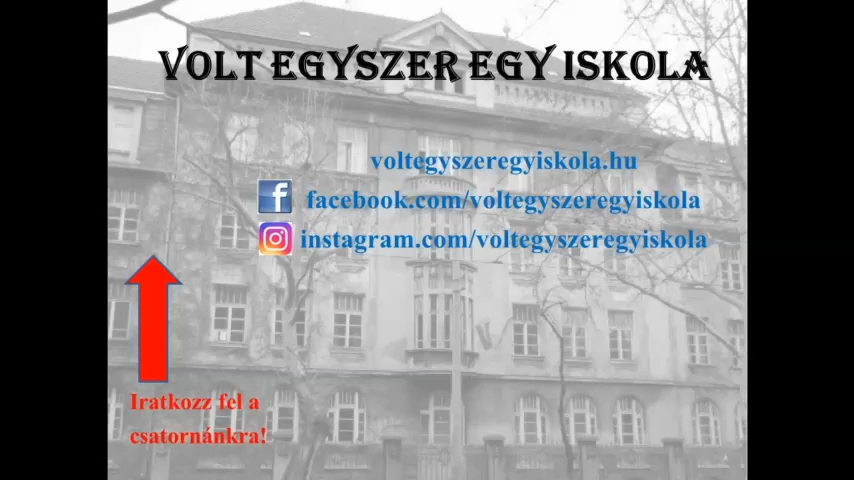 VOLT EGYSZER EGY ISKOLA
voltegyszeregyiskola.hu
facebook.com/voltegyszeregyiskola
instagram.com/voltegyszeregyiskola
Iratkozz fel a
csatornánkra!